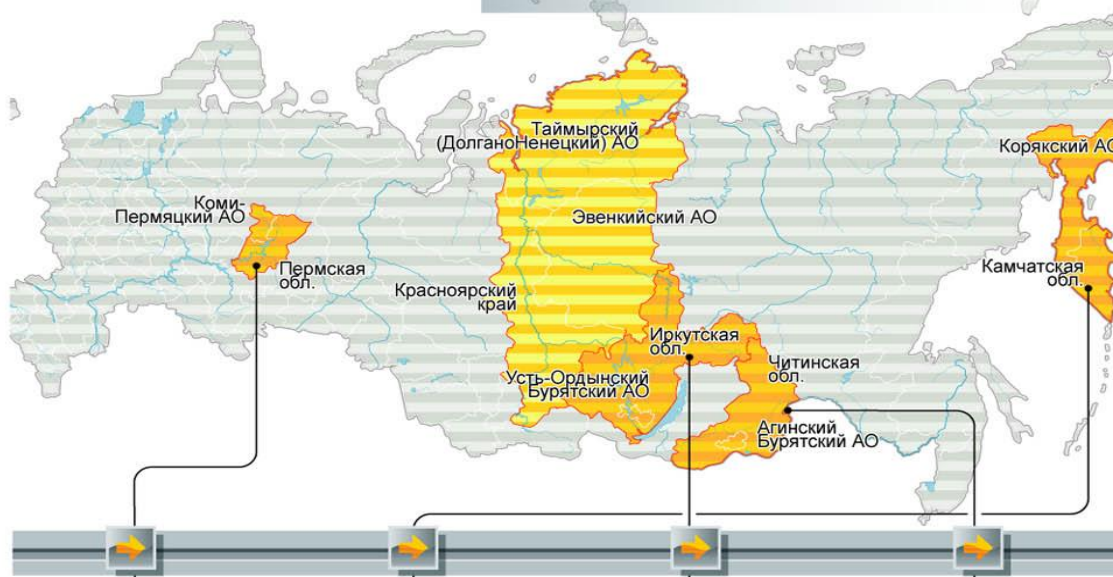 Таймырский
(ДолганоНенецкий) АО
Корякский АО
Коми-
Пермяцкий АО
Эвенкийский АО
Пермская
обл.
Камчатская
обл.
Красноярский
край
Иркутская
обл.
Читинская
обл.
Усть-Ордынский
Бурятский АО
Агинский
Бурятский АО